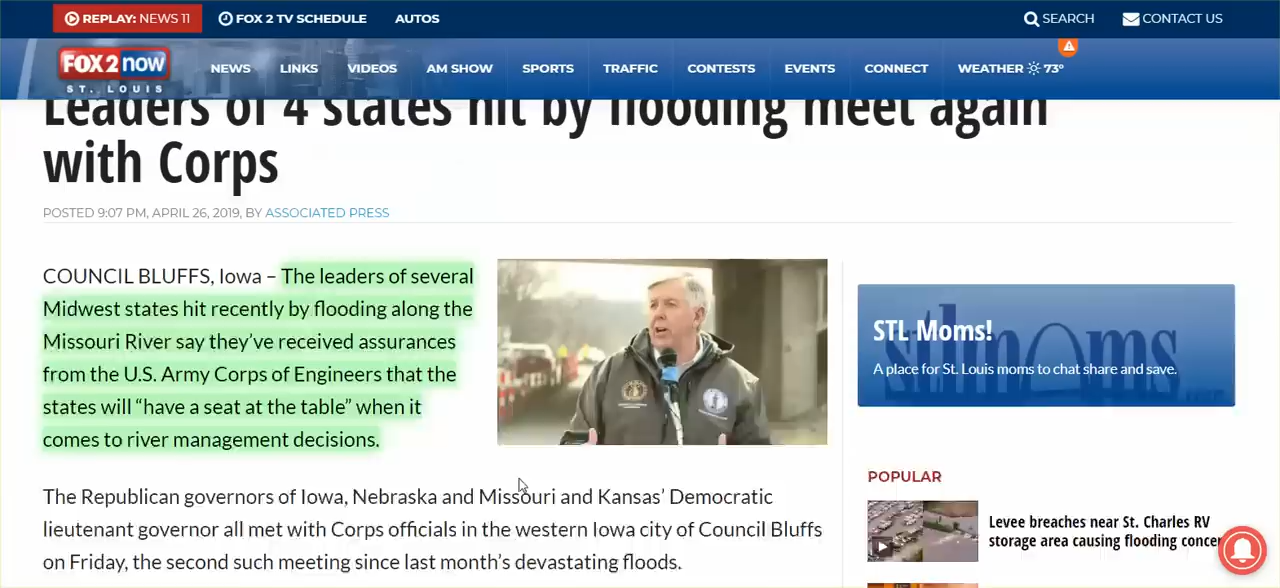 REPLAY: NEWS 11
FOX 2 TV SCHEDULE
AUTOS
SEARCH
CONTACT US
FOX 2 now
ST. LOUIS
NEWS
LINKS
VIDEOS
AM SHOW
SPORTS
TRAFFIC
CONTESTS
EVENTS
CONNECT
WEATHER 73°
Leaders of 4 states hit by flooding meet again
with Corps
POSTED 9:07 PM, APRIL 26, 2019, BY ASSOCIATED PRESS
COUNCIL BLUFFS, Iowa – The leaders of several
Midwest states hit recently by flooding along the
Missouri River say they've received assurances
from the U.S. Army Corps of Engineers that the
states will “have a seat at the table” when it
comes to river management decisions.
The Republican governors of Iowa, Nebraska and Missouri and Kansas’ Democratic
lieutenant governor all met with Corps officials in the western Iowa city of Council Bluffs
on Friday, the second such meeting since last month’s devastating floods.
stlmoms
STL Moms!
A place for St. Louis moms to chat share and save.
POPULAR
Levee breaches near St. Charles RV
storage area causing flooding concer